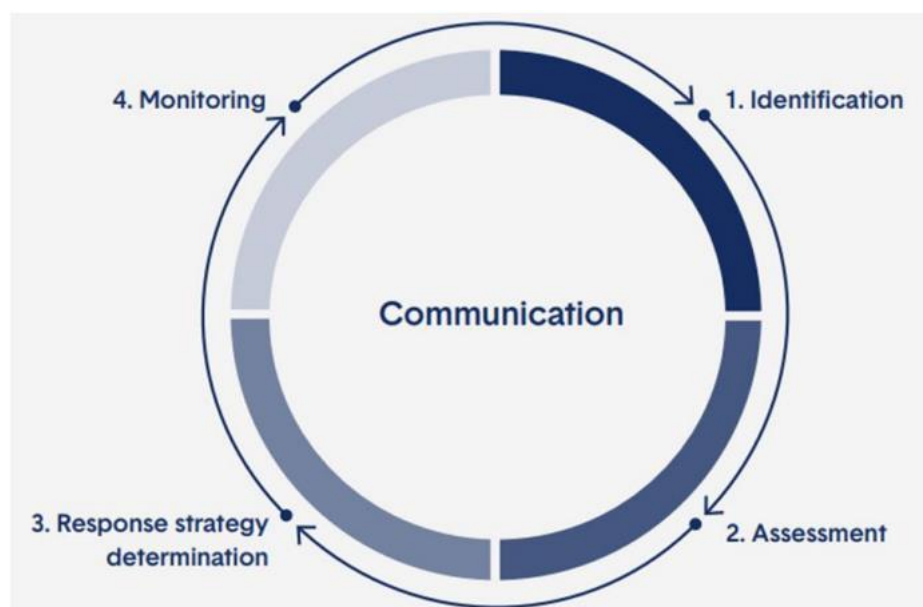 4. Monitoring
1. Identification
Communication
3. Response strategy
determination
2. Assessment